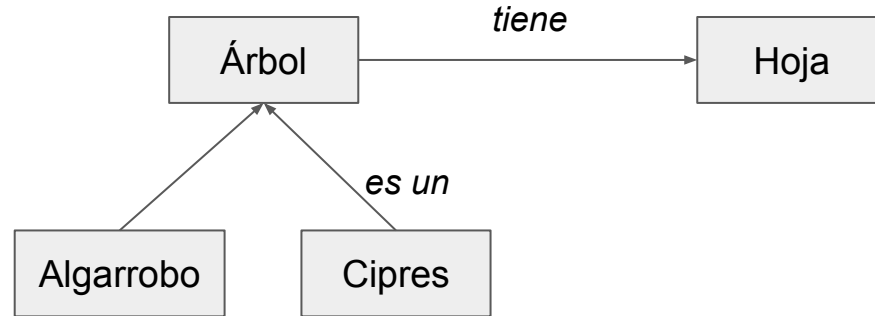 tiene
Árbol
Hoja
es un
Algarrobo
Cipres